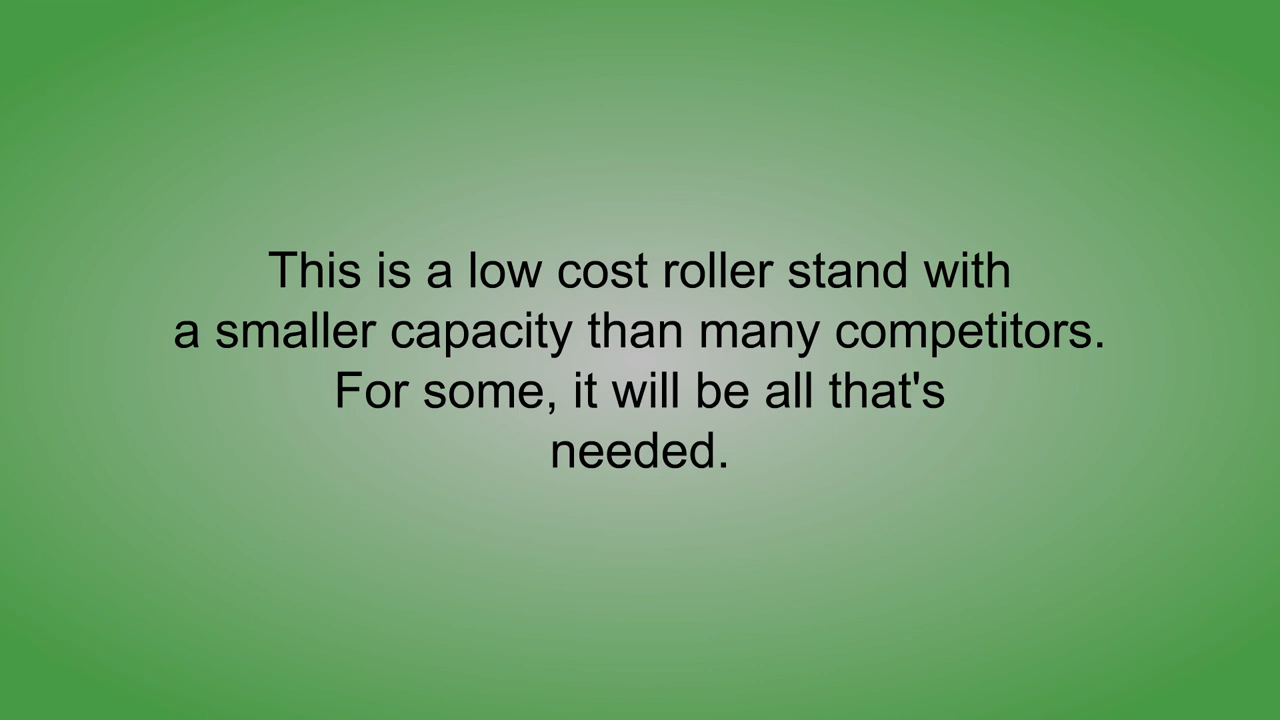 This is a low cost roller stand with
a smaller capacity than many competitors.
For some, it will be all that's
needed.